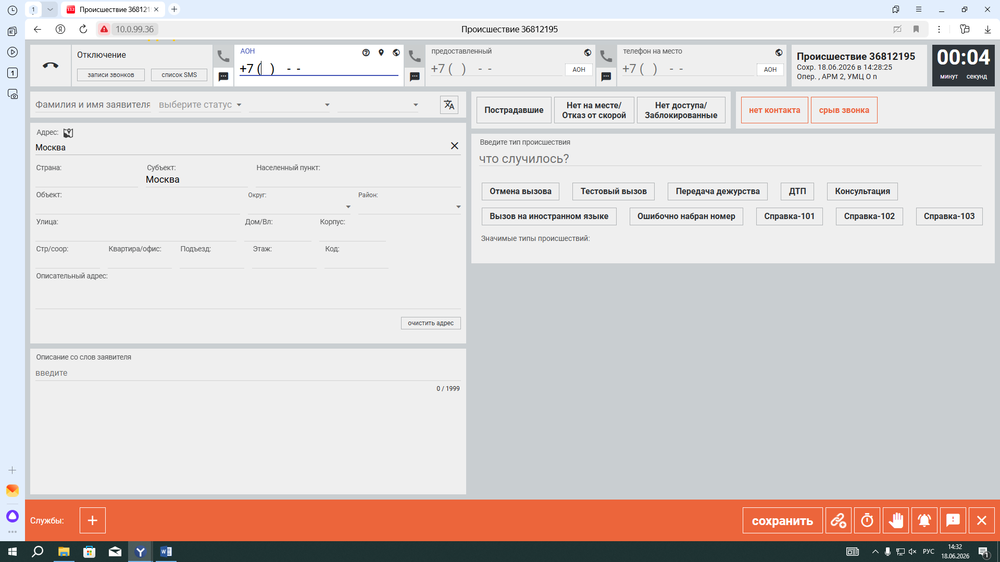 1
Происшествие 36812195
10.0.99.36
Происшествие 36812195
1
Отключение
записи звонков
список SMS
АОН
+7 (   )    -  -
предоставленный
+7 (   )    -  -
АОН
телефон на место
+7 (   )    -  -
АОН
Происшествие 36812195
Сохр. 18.06.2026 в 14:28:25
Опер. , АРМ 2, УМЦ О n
00:04
минут секунд
Фамилия и имя заявителя
выберите статус
Пострадавшие
Нет на месте/
Отказ от скорой
Нет доступа/
Заблокированные
нет контакта
срыв звонка
Адрес:
Москва
Страна:
Субъект:
Москва
Населенный пункт:
Объект:
Округ:
Район:
Улица:
Дом/Вл:
Корпус:
Стр/соор:
Квартира/офис:
Подъезд:
Этаж:
Код:
Описательный адрес:
очистить адрес
Введите тип происшествия
что случилось?
Отмена вызова
Тестовый вызов
Передача дежурства
ДТП
Консультация
Вызов на иностранном языке
Ошибочно набран номер
Справка-101
Справка-102
Справка-103
Значимые типы происшествий:
Описание со слов заявителя
введите
0 / 1999
Службы:
+
сохранить
РУС
14:32
18.06.2026
1